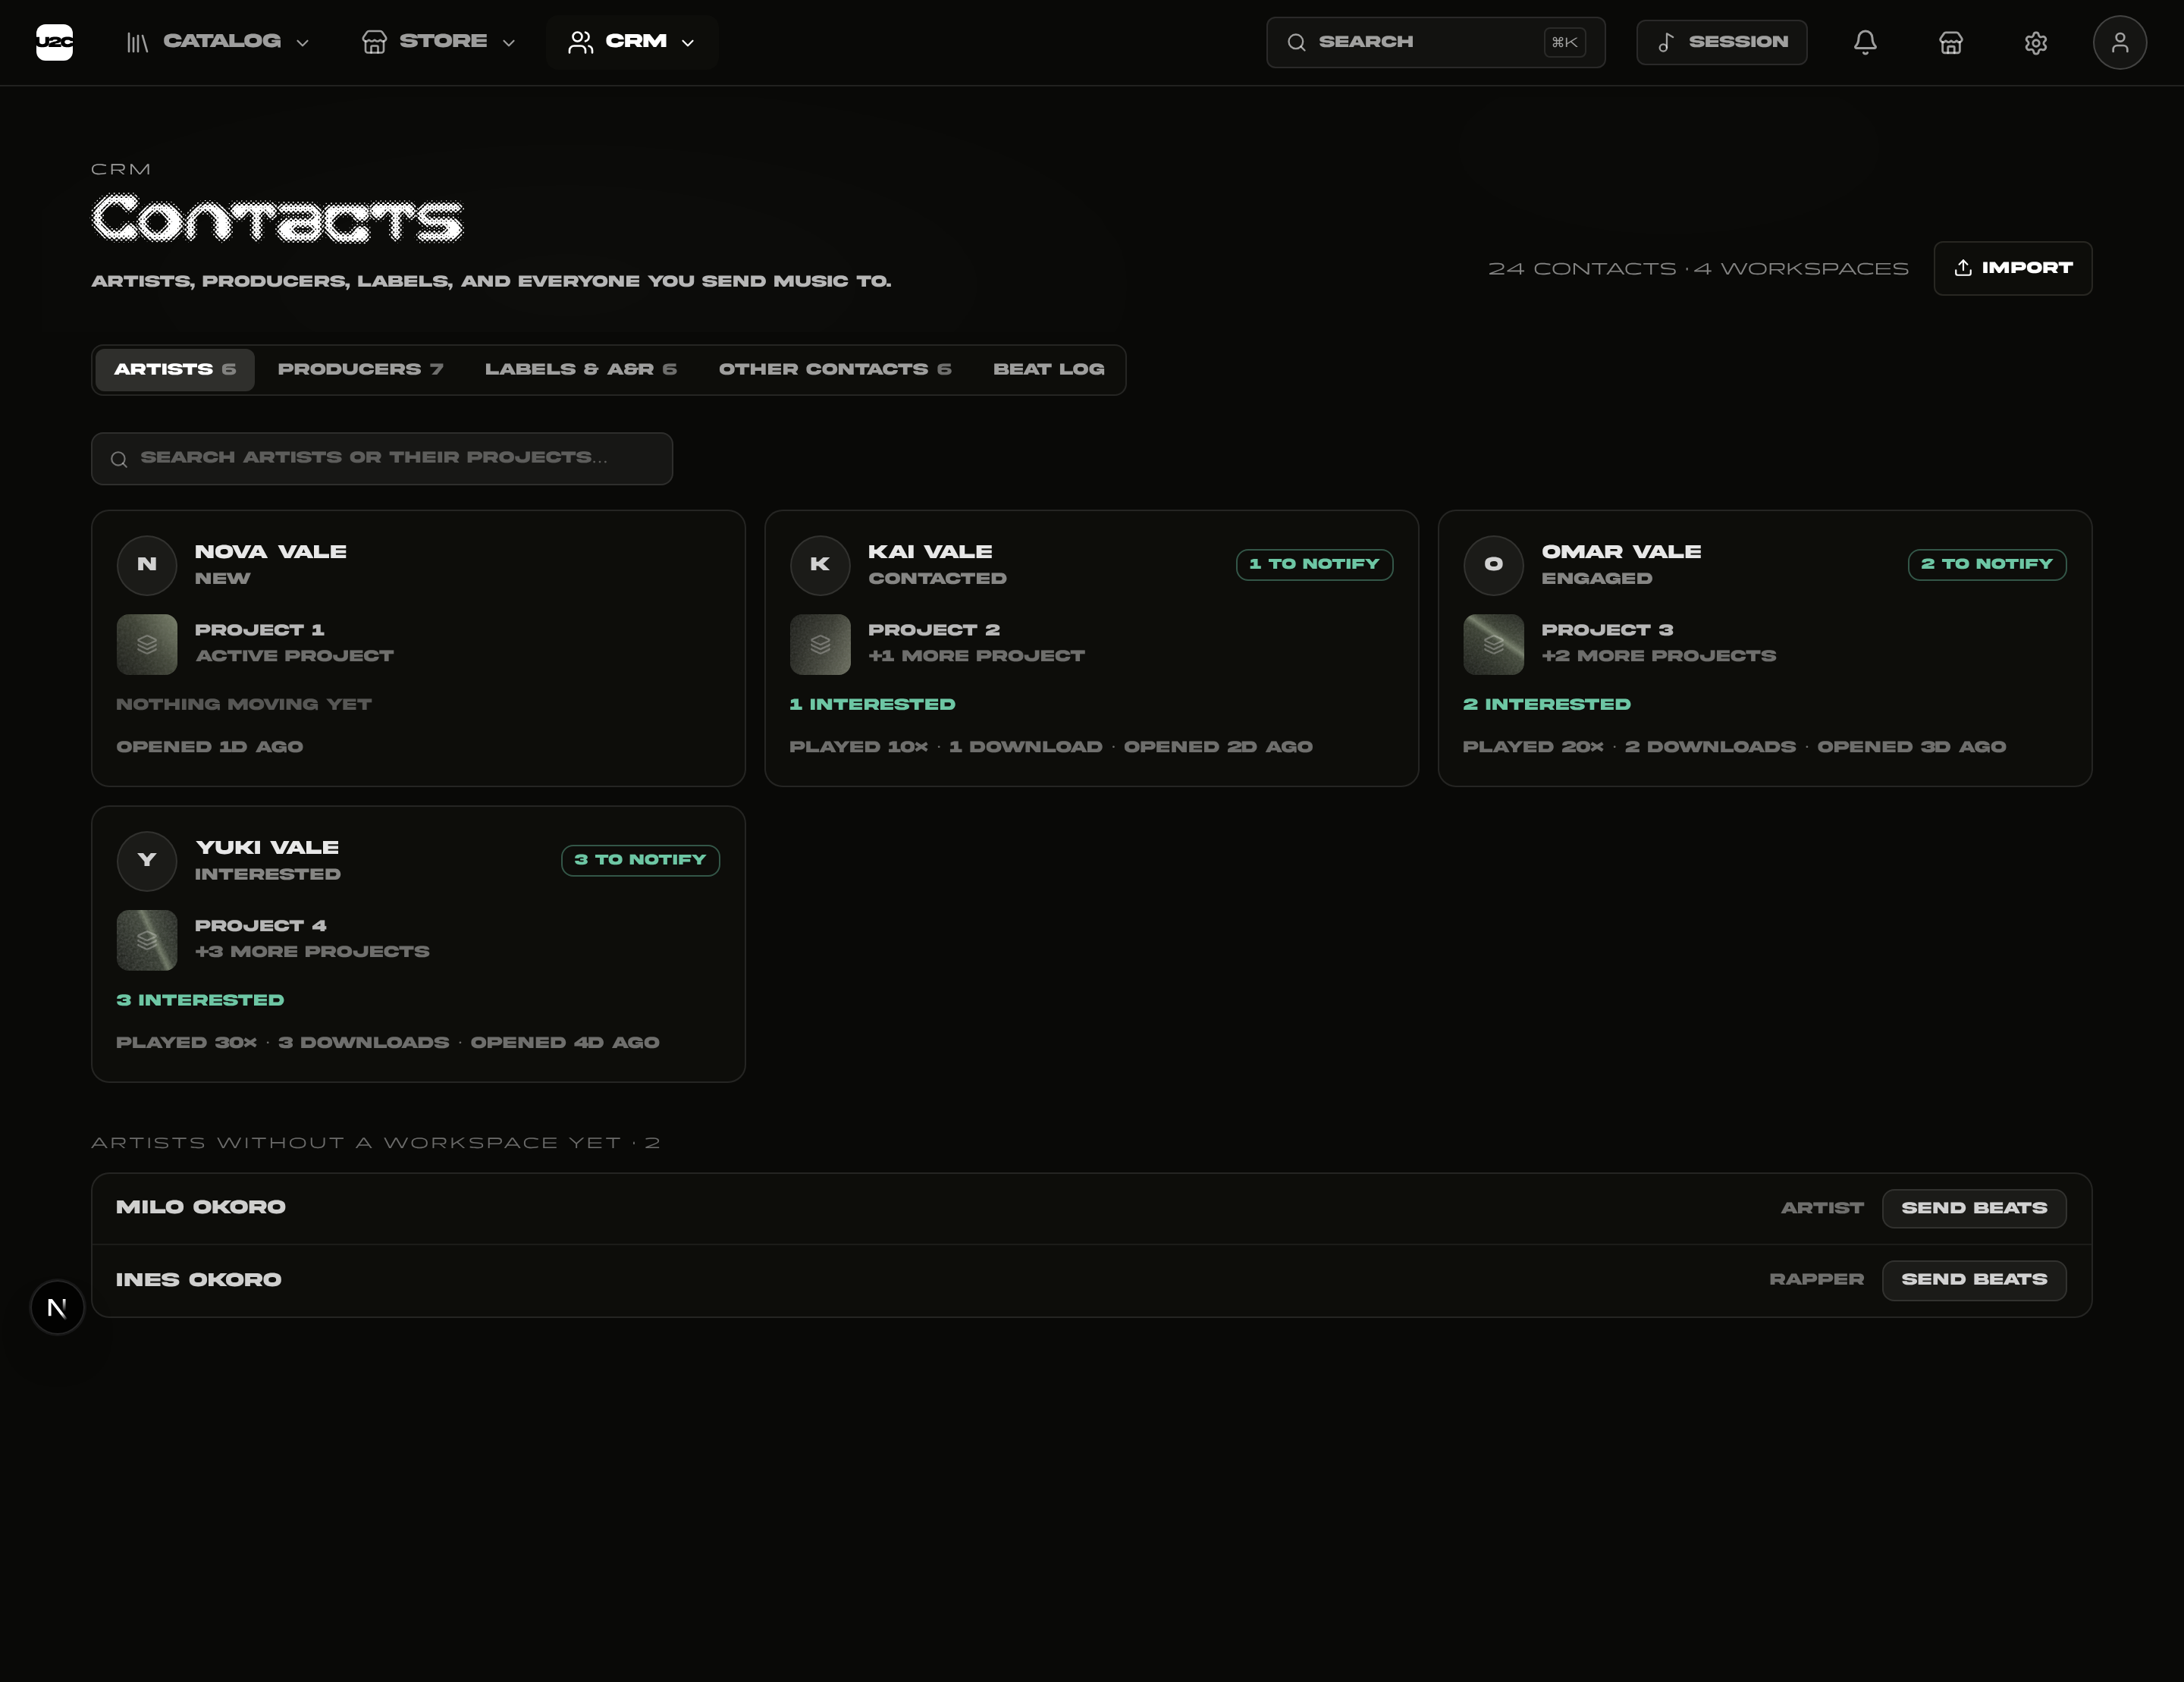 U2C CATALOG STORE CRM SEARCH ⌘K SESSION
CRM
Contacts
ARTISTS, PRODUCERS, LABELS, AND EVERYONE YOU SEND MUSIC TO.
24 CONTACTS · 4 WORKSPACES IMPORT
ARTISTS 6 PRODUCERS 7 LABELS & A&R 6 OTHER CONTACTS 6 BEAT LOG
SEARCH ARTISTS OR THEIR PROJECTS...
N NOVA VALE
NEW
PROJECT 1
ACTIVE PROJECT
NOTHING MOVING YET
OPENED 1D AGO
K KAI VALE
CONTACTED
1 TO NOTIFY
PROJECT 2
+1 MORE PROJECT
1 INTERESTED
PLAYED 10× · 1 DOWNLOAD · OPENED 2D AGO
O OMAR VALE
ENGAGED
2 TO NOTIFY
PROJECT 3
+2 MORE PROJECTS
2 INTERESTED
PLAYED 20× · 2 DOWNLOADS · OPENED 3D AGO
Y YUKI VALE
INTERESTED
3 TO NOTIFY
PROJECT 4
+3 MORE PROJECTS
3 INTERESTED
PLAYED 30× · 3 DOWNLOADS · OPENED 4D AGO
ARTISTS WITHOUT A WORKSPACE YET · 2
MILO OKORO ARTIST SEND BEATS
INES OKORO RAPPER SEND BEATS
N